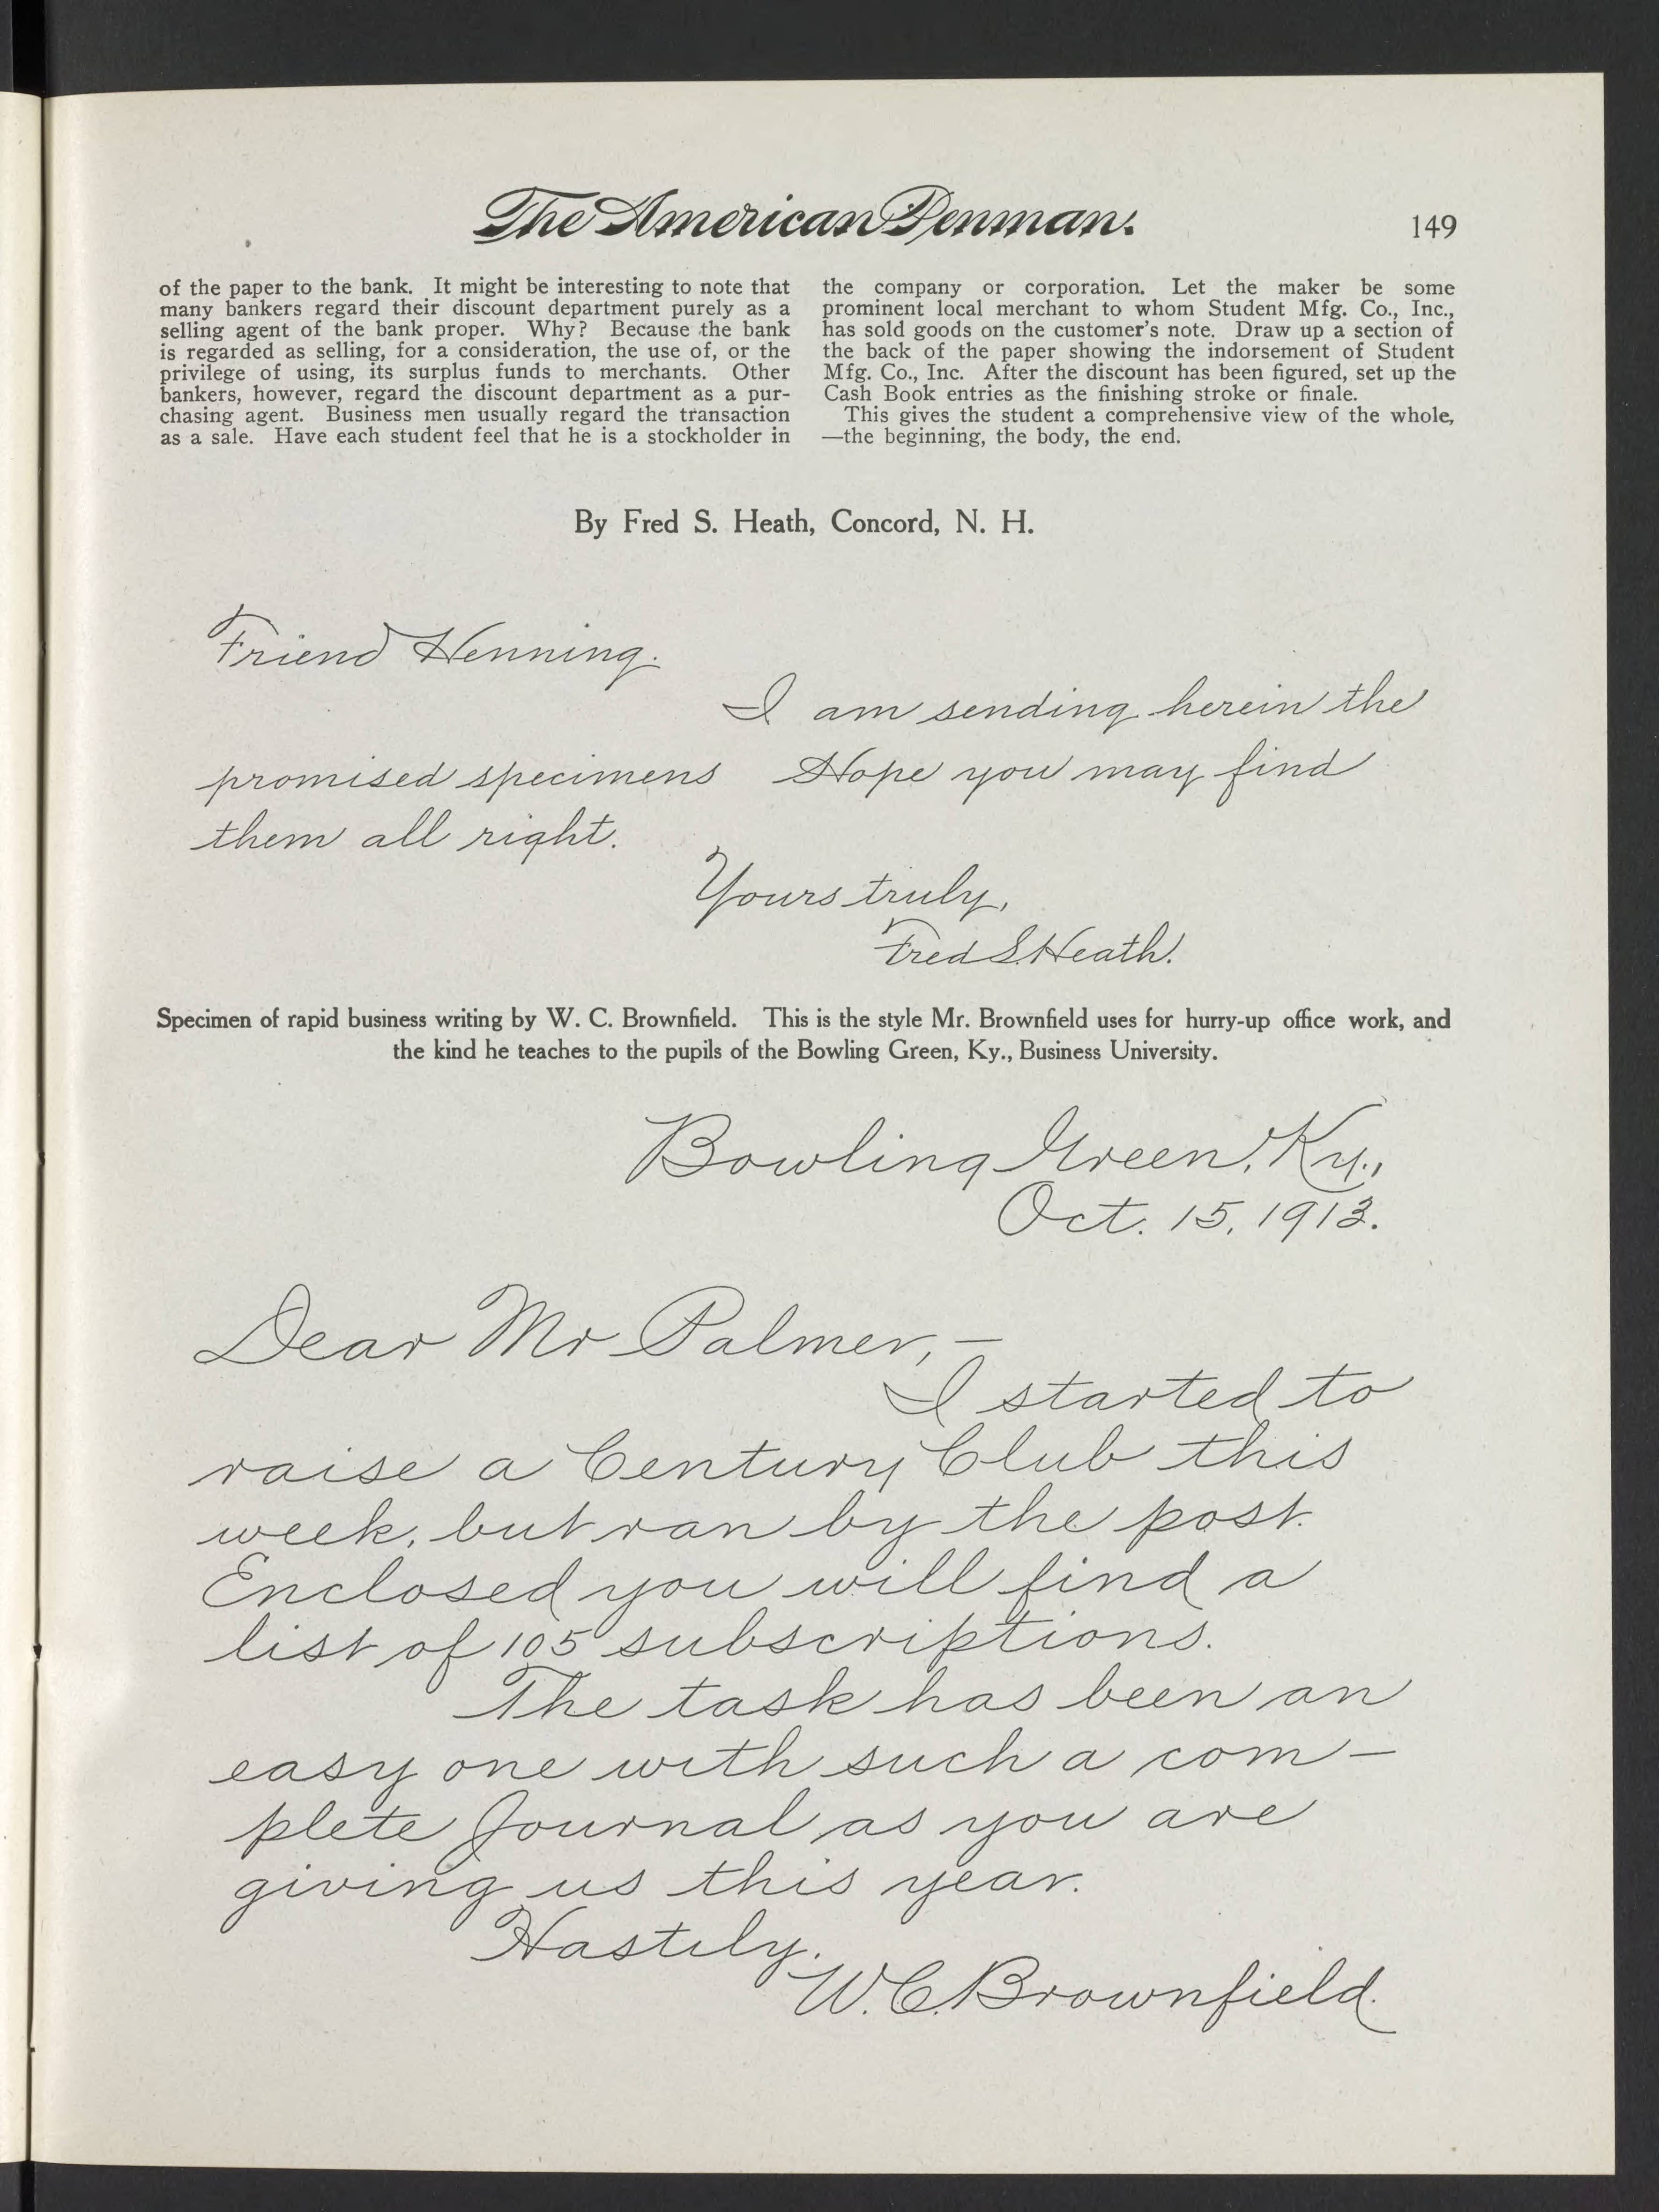 The American Penman.
149
of the paper to the bank. It might be interesting to note that
many bankers regard their discount department purely as a
selling agent of the bank proper. Why? Because the bank
is regarded as selling, for a consideration, the use of, or the
privilege of using, its surplus funds to merchants. Other
bankers, however, regard the discount department as a pur-
chasing agent. Business men usually regard the transaction
as a sale. Have each student feel that he is a stockholder in
the company or corporation. Let the maker be some
prominent local merchant to whom Student Mfg. Co., Inc.,
has sold goods on the customer's note. Draw up a section of
the back of the paper showing the indorsement of Student
Mfg. Co., Inc. After the discount has been figured, set up the
Cash Book entries as the finishing stroke or finale.
This gives the student a comprehensive view of the whole,
—the beginning, the body, the end.
By Fred S. Heath, Concord, N. H.
Friend Henning.
I am sending herein the
promised specimens Hope you may find
them all right.
Yours truly,
Fred S. Heath.
Specimen of rapid business writing by W. C. Brownfield. This is the style Mr. Brownfield uses for hurry-up office work, and
the kind he teaches to the pupils of the Bowling Green, Ky., Business University.
Bowling Green, Ky.,
Oct. 15, 1913.
Dear Mr Palmer,—
I started to
raise a Century Club this
week, but ran by the post.
Enclosed you will find a
list of 105 subscriptions.
The task has been an
easy one with such a com-
plete Journal as you are
giving us this year.
Hastily.
W. C. Brownfield.